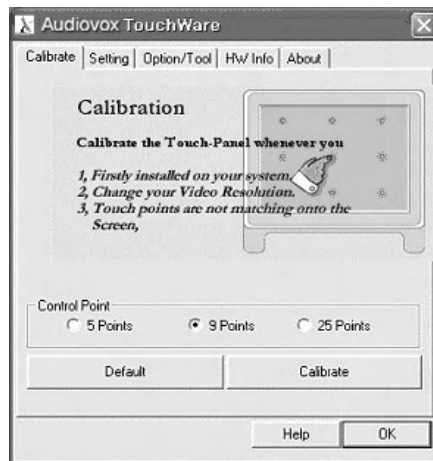 Audiovox TouchWare
Calibrate Setting Option/Tool HW Info About
Calibration
Calibrate the Touch-Panel whenever you
1, Firstly installed on your system.
2, Change your Video Resolution.
3, Touch points are not matching onto the
Screen,
Control Point
5 Points 9 Points 25 Points
Default Calibrate
Help OK